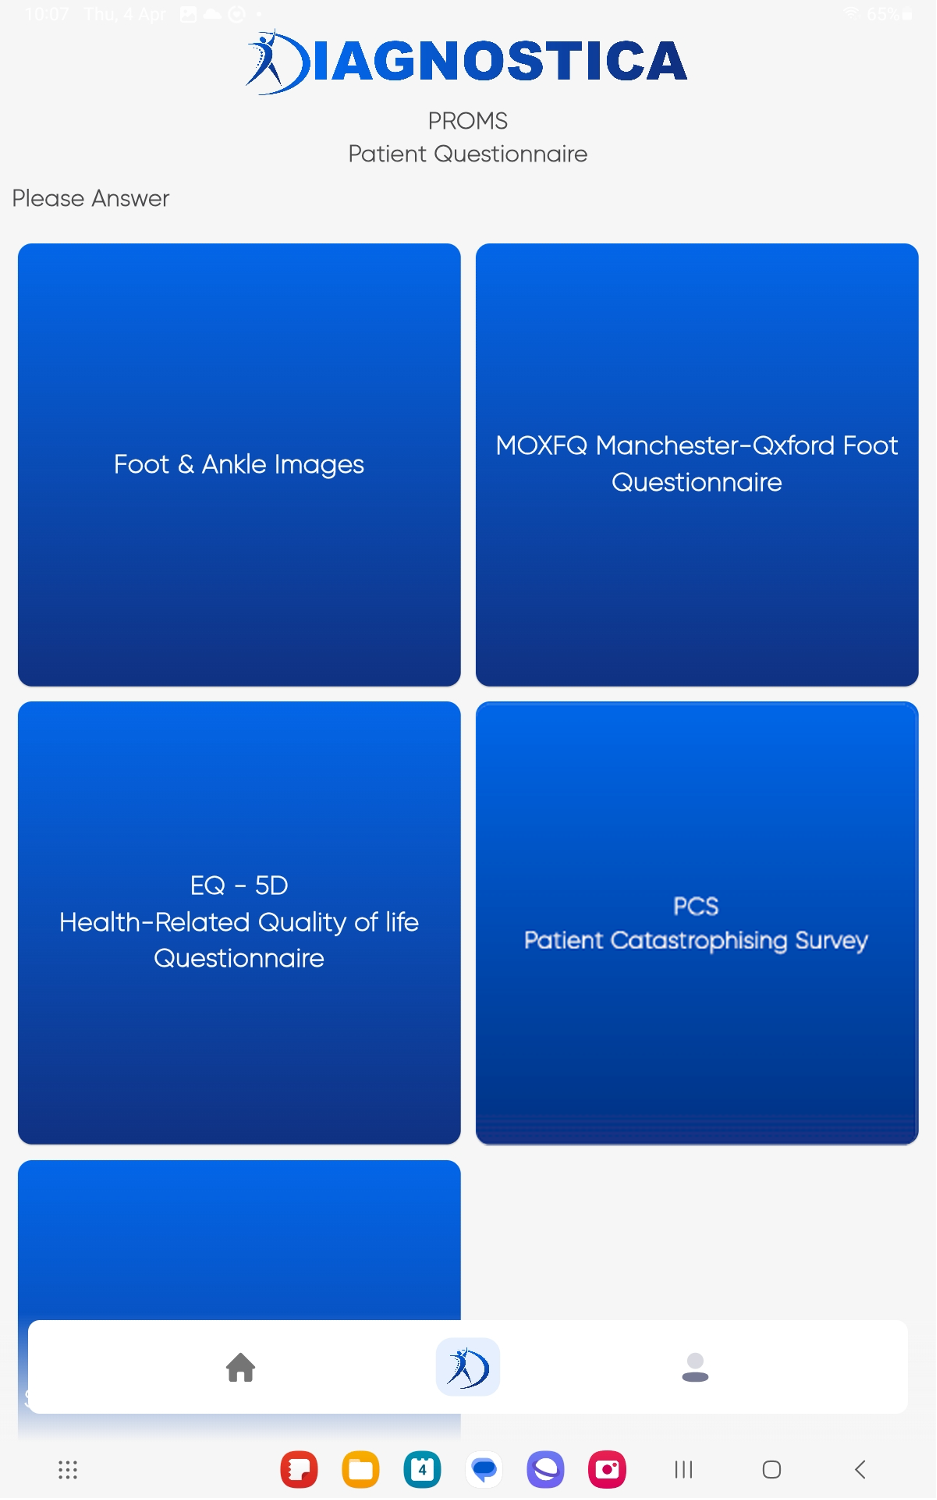 10:07 Thu, 4 Apr 65%
DIAGNOSTICA
PROMS
Patient Questionnaire
Please Answer
Foot & Ankle Images
MOXFQ Manchester-Qxford Foot
Questionnaire
EQ - 5D
Health-Related Quality of life
Questionnaire
PCS
Patient Catastrophising Survey
4